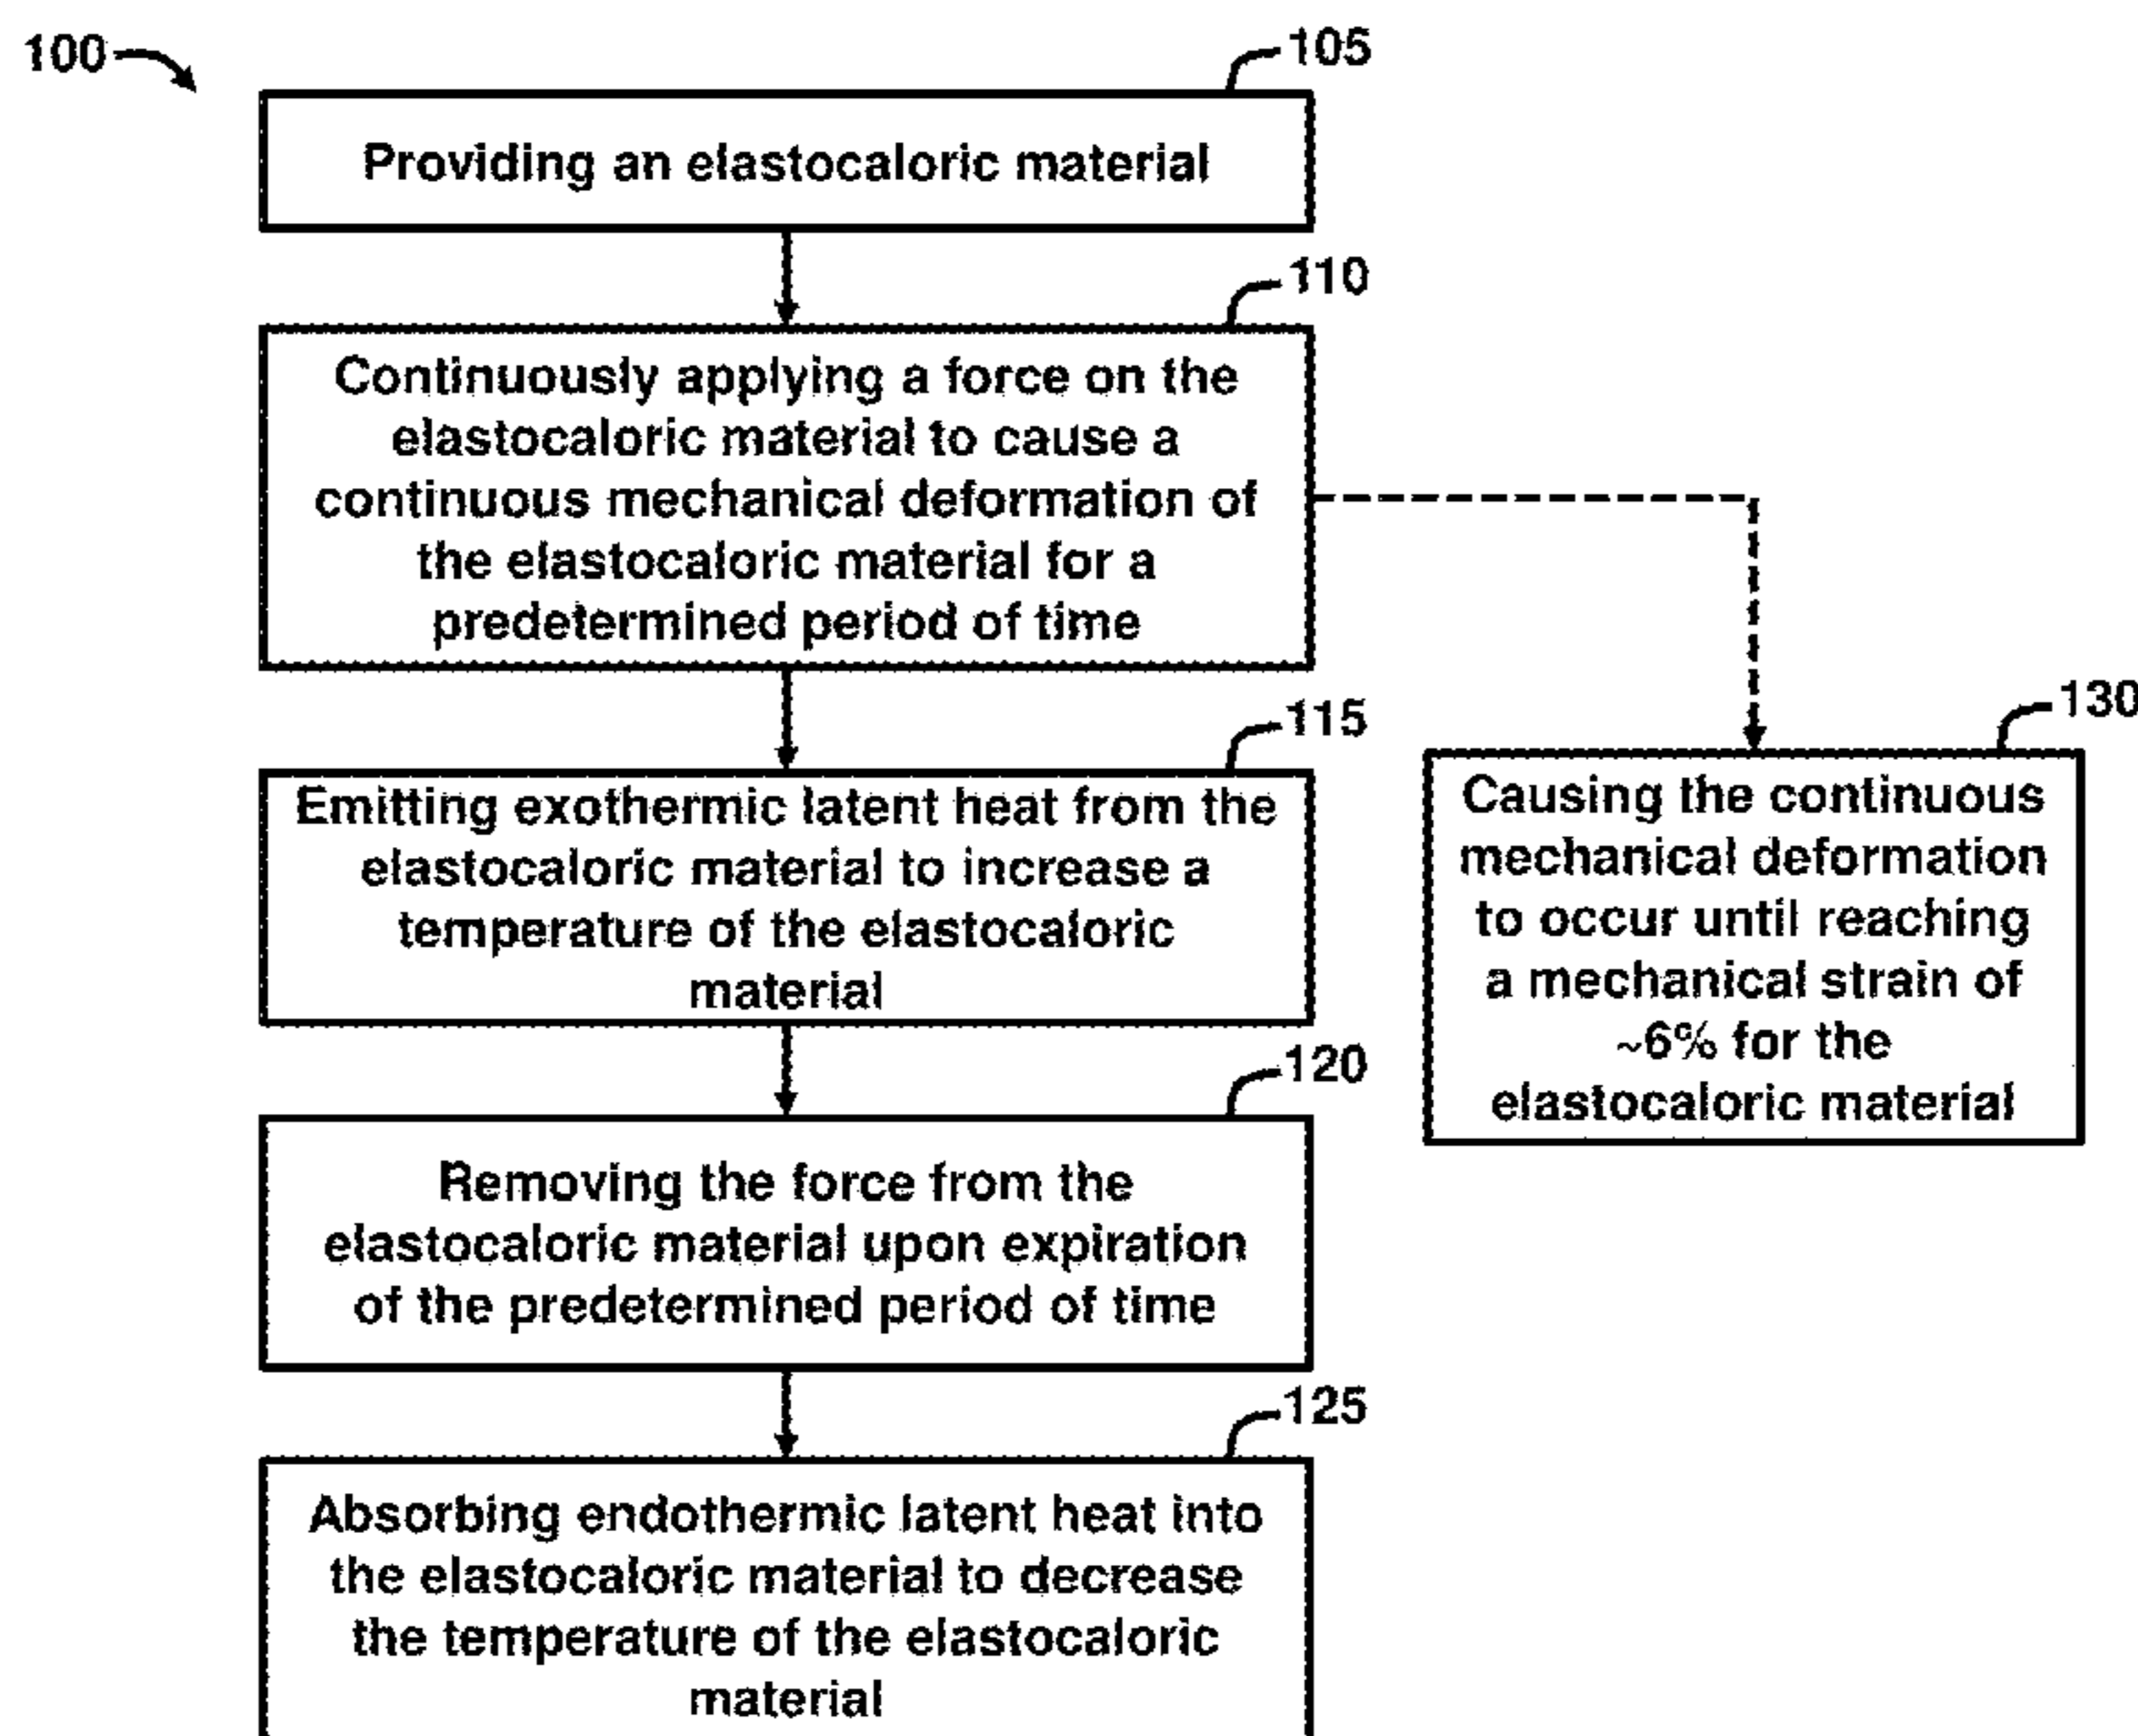 100
105
Providing an elastocaloric material
110
Continuously applying a force on the
elastocaloric material to cause a
continuous mechanical deformation of
the elastocaloric material for a
predetermined period of time
115
Emitting exothermic latent heat from the
elastocaloric material to increase a
temperature of the elastocaloric
material
130
Causing the continuous
mechanical deformation
to occur until reaching
a mechanical strain of
~6% for the
elastocaloric material
120
Removing the force from the
elastocaloric material upon expiration
of the predetermined period of time
125
Absorbing endothermic latent heat into
the elastocaloric material to decrease
the temperature of the elastocaloric
material